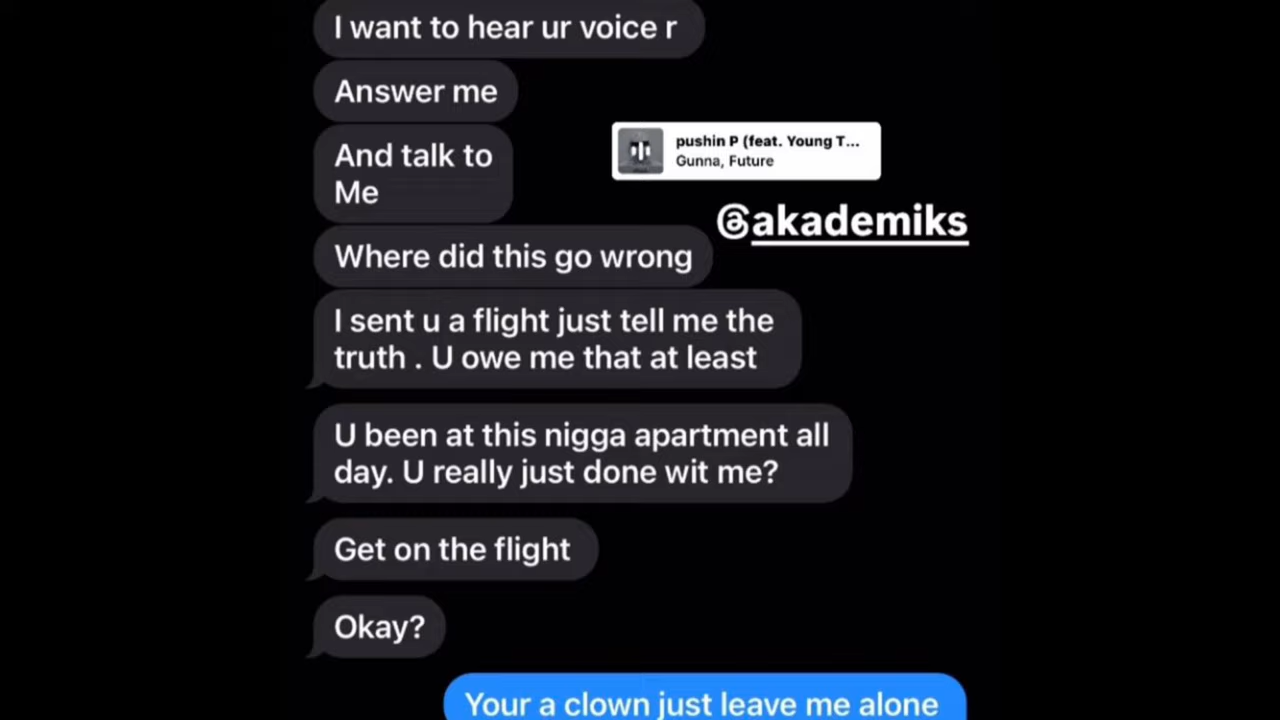 I want to hear ur voice r
Answer me
And talk to
Me
pushin P (feat. Young T...
Gunna, Future
@akademiks
Where did this go wrong
I sent u a flight just tell me the
truth . U owe me that at least
U been at this nigga apartment all
day. U really just done wit me?
Get on the flight
Okay?
Your a clown just leave me alone